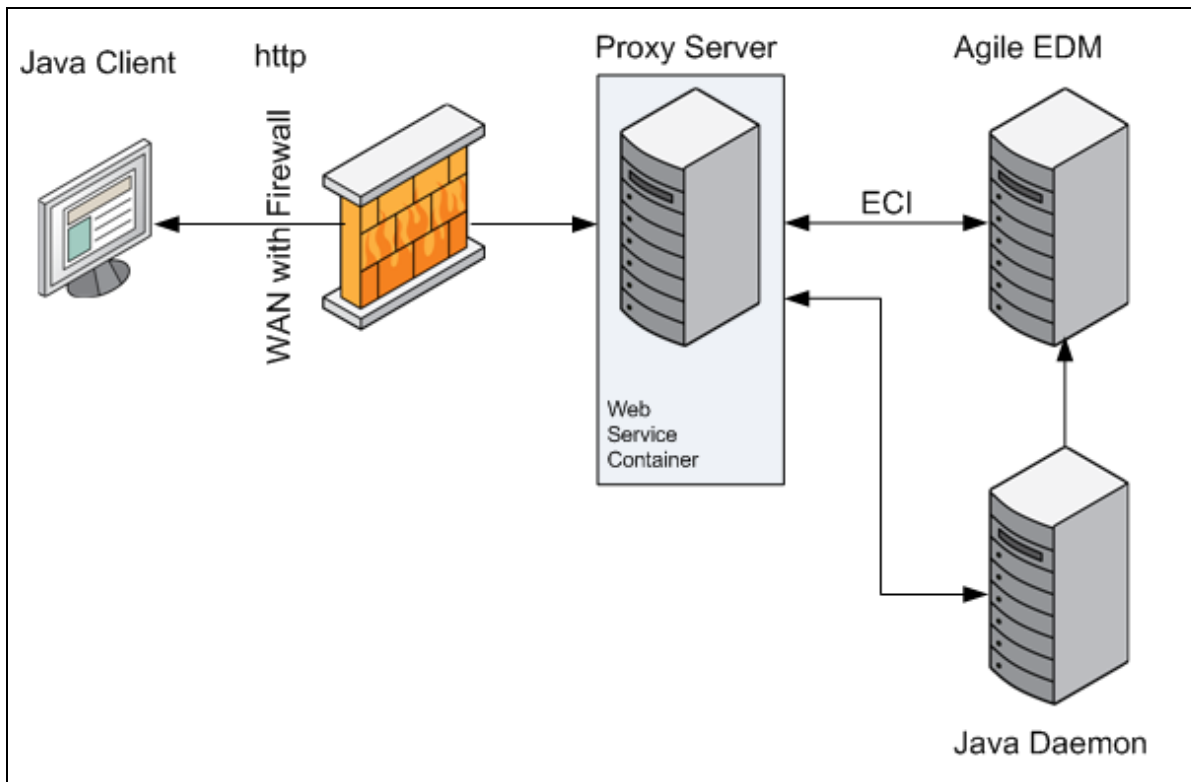 Java Client
http
Proxy Server
Agile EDM
WAN with Firewall
ECI
Web
Service
Container
Java Daemon